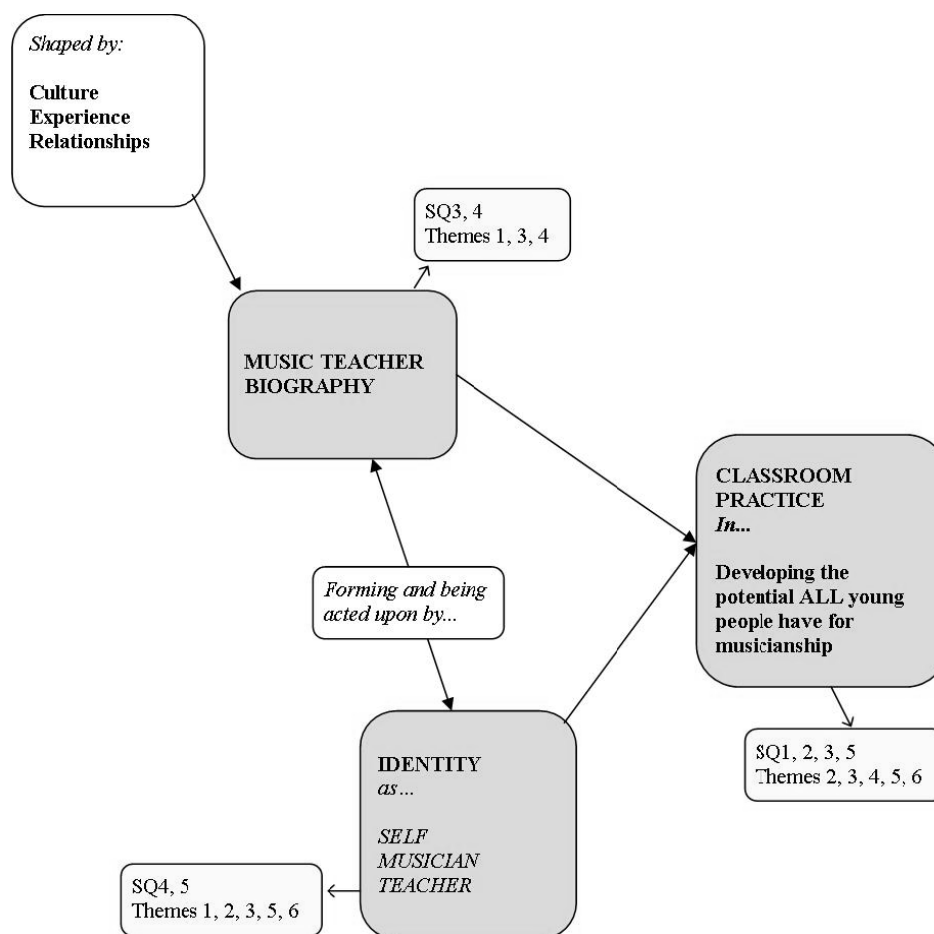 Shaped by:
Culture
Experience
Relationships
SQ3, 4
Themes 1, 3, 4
MUSIC TEACHER
BIOGRAPHY
CLASSROOM
PRACTICE
In...
Developing the
potential ALL young
people have for
musicianship
Forming and being
acted upon by...
SQ1, 2, 3, 5
Themes 2, 3, 4, 5, 6
IDENTITY
as...
SELF
MUSICIAN
TEACHER
SQ4, 5
Themes 1, 2, 3, 5, 6